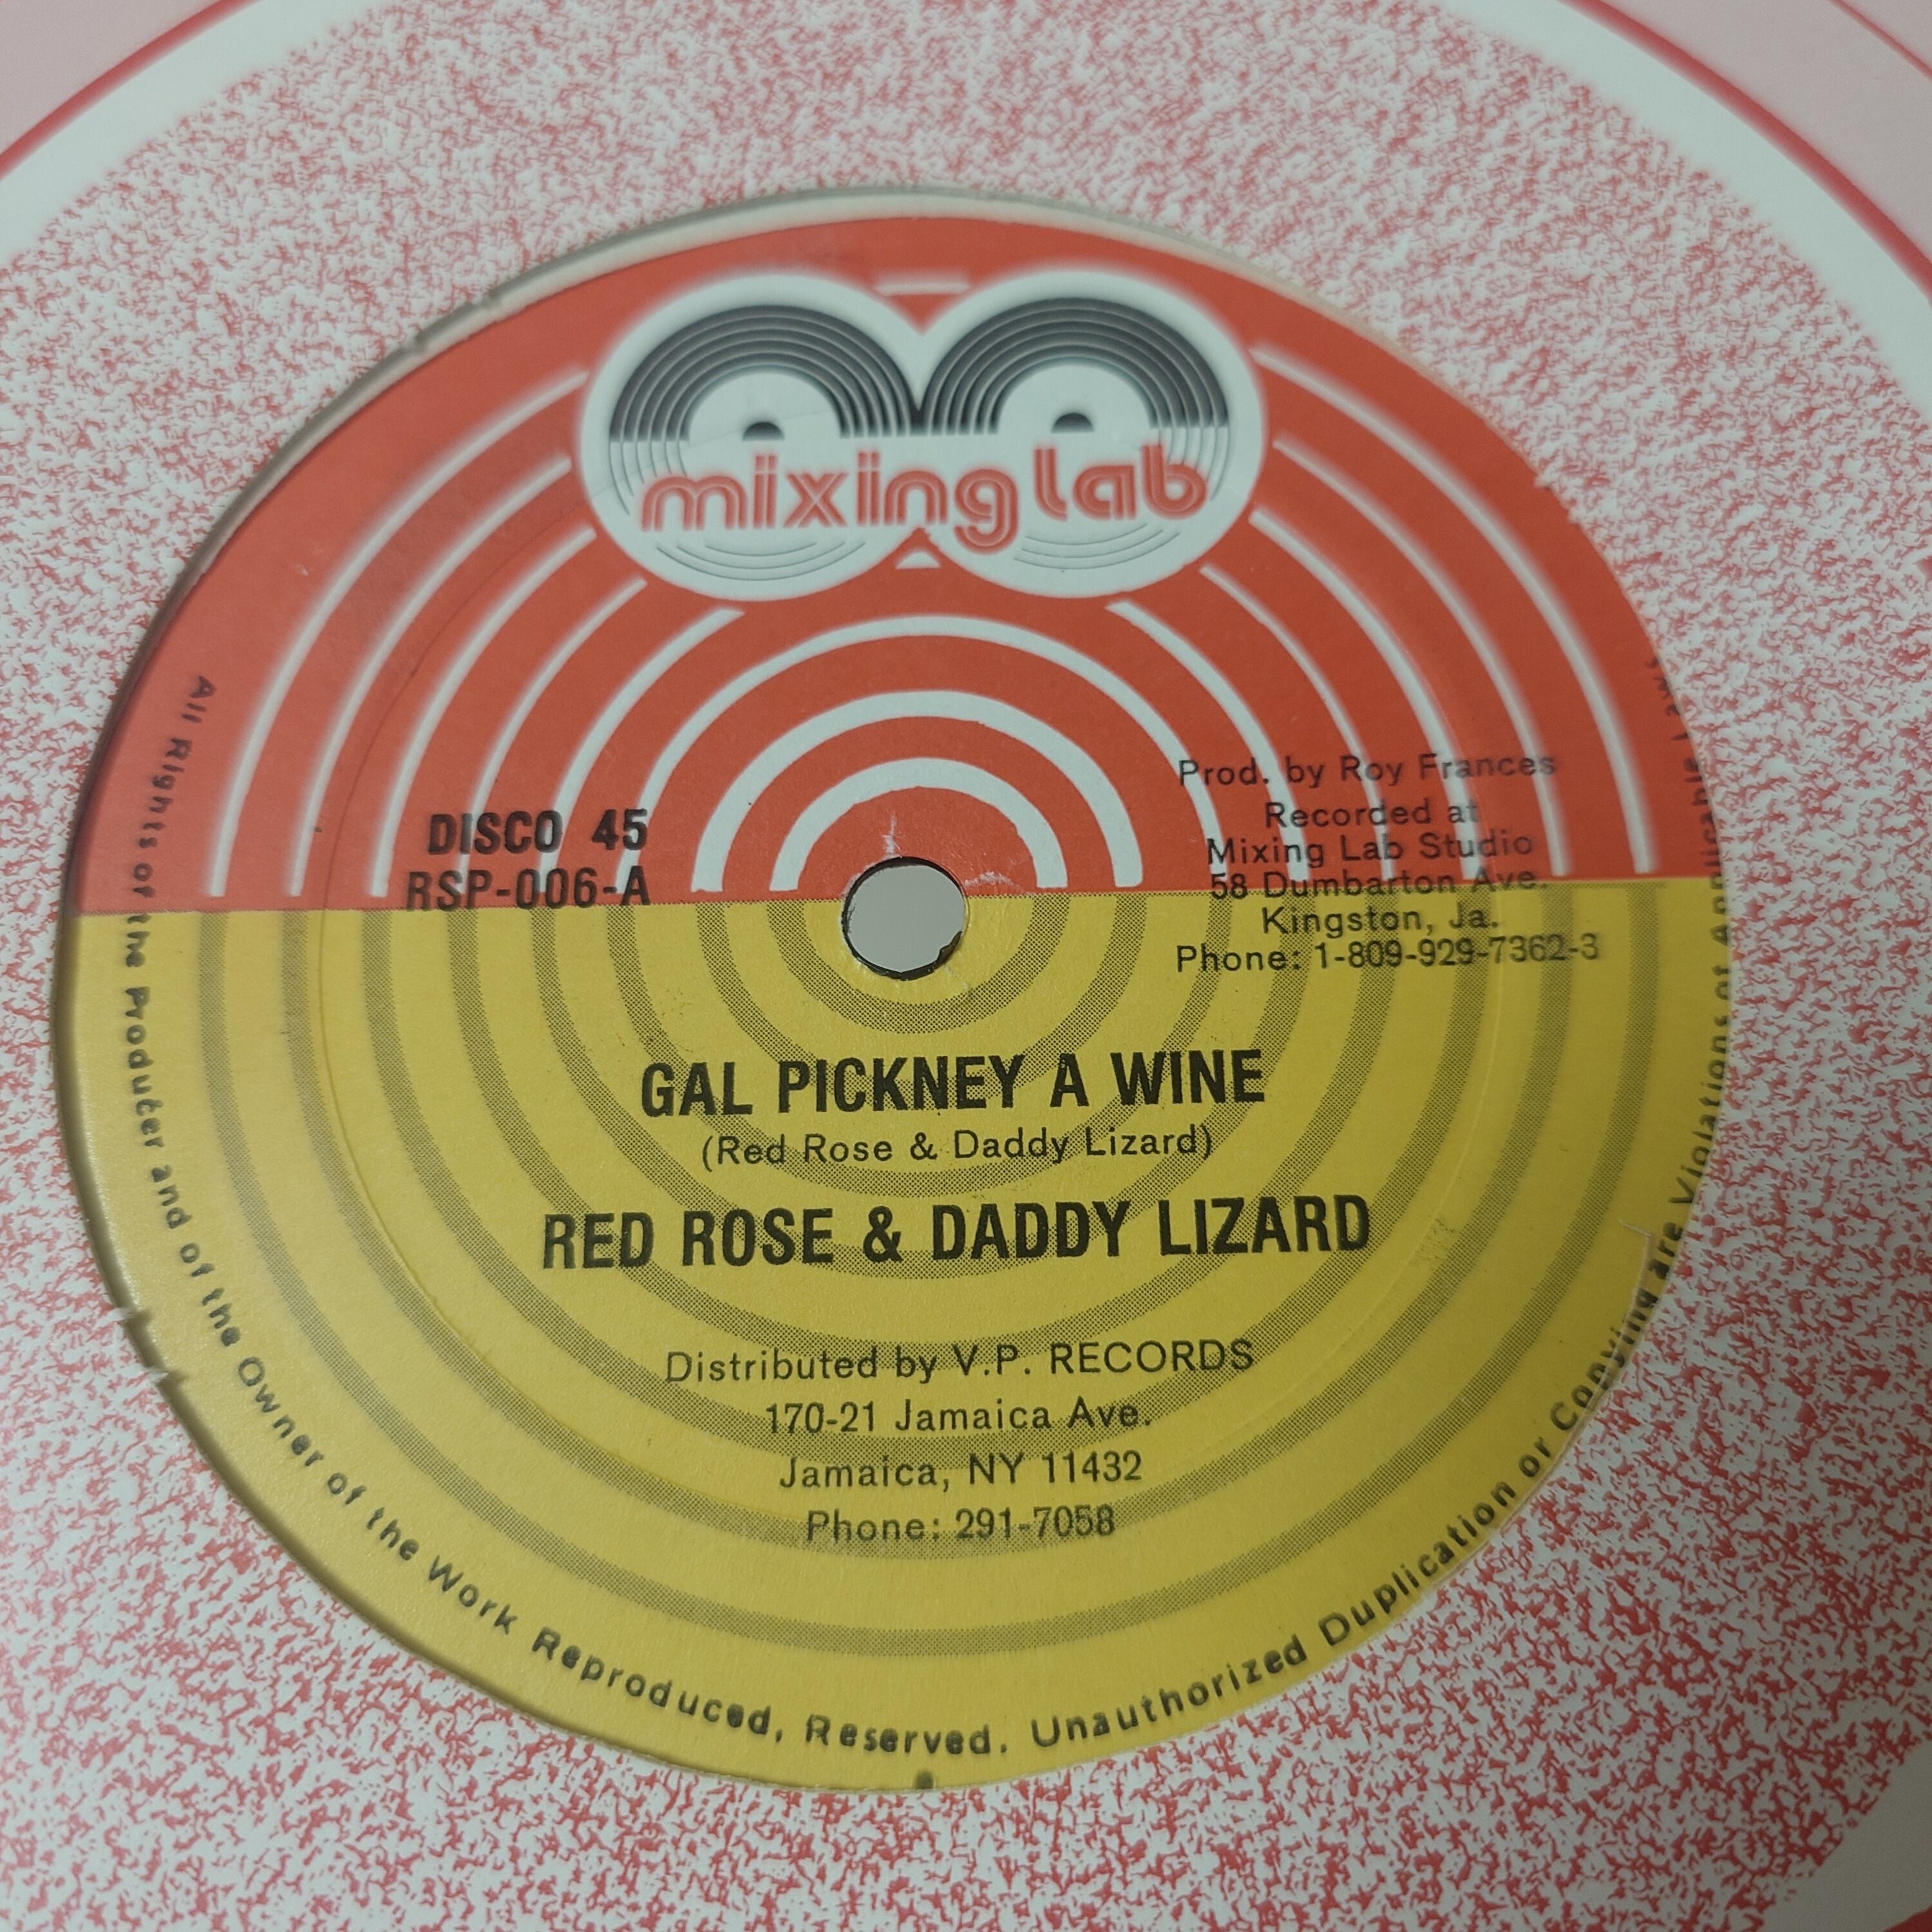 mixing lab
DISCO 45
RSP-006-A
Prod. by Roy Frances
Recorded at
Mixing Lab Studio
58 Dumbarton Ave.
Kingston, Ja.
Phone: 1-809-929-7362-3
GAL PICKNEY A WINE
(Red Rose & Daddy Lizard)
RED ROSE & DADDY LIZARD
Distributed by V.P. RECORDS
170-21 Jamaica Ave.
Jamaica, NY 11432
Phone: 291-7058
All Rights of the Producer and of the Owner of the Work Reproduced, Reserved. Unauthorized Duplication or Copying are Violations of Applicable Laws